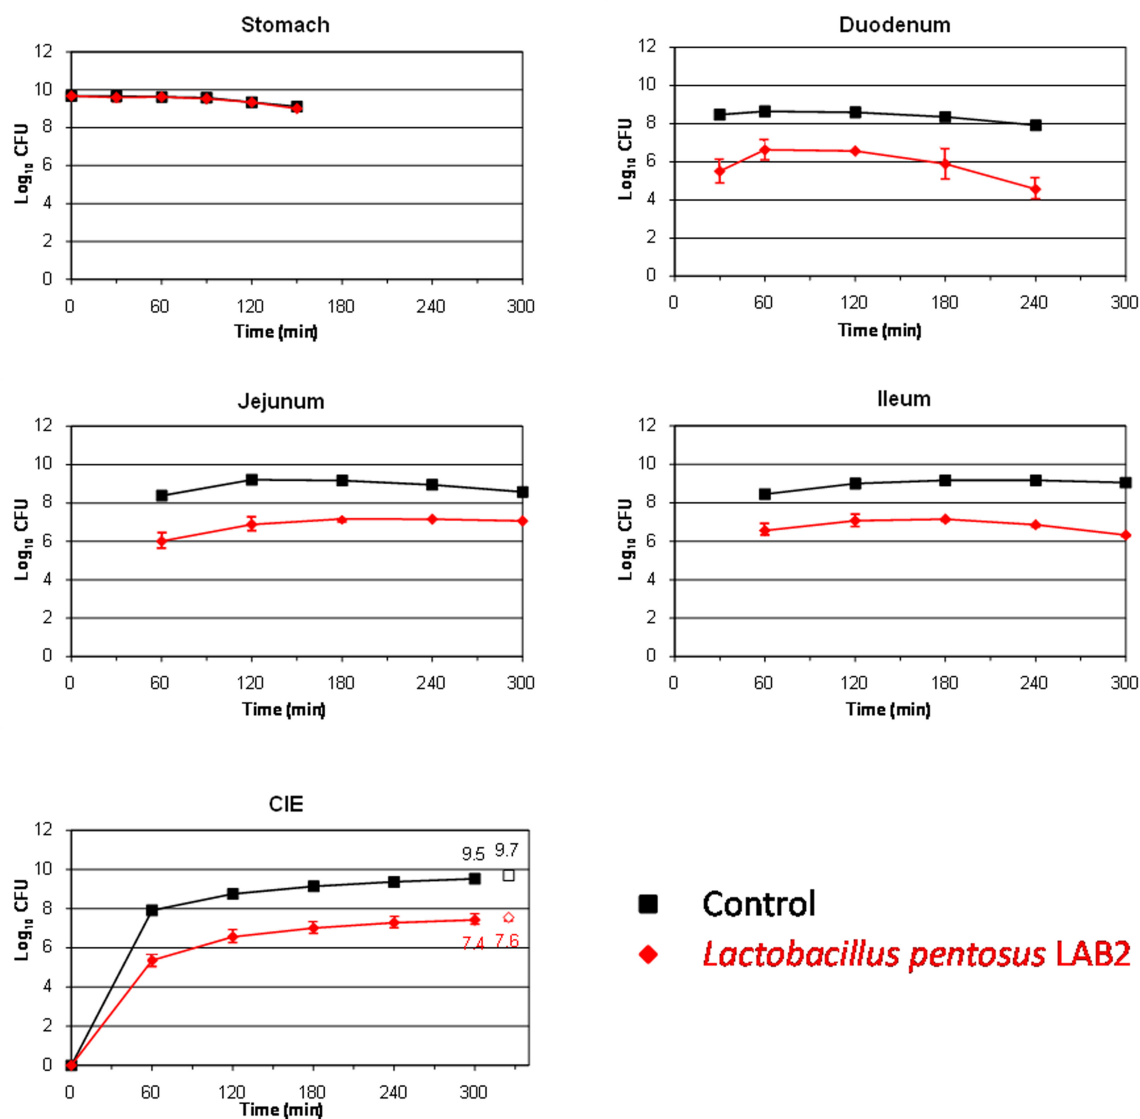 Stomach
12
10
8
6
4
2
0
Log10 CFU
0 60 120 180 240 300
Time (min)
Duodenum
12
10
8
6
4
2
0
Log10 CFU
0 60 120 180 240 300
Time (min)
Jejunum
12
10
8
6
4
2
0
Log10 CFU
0 60 120 180 240 300
Time (min)
Ileum
12
10
8
6
4
2
0
Log10 CFU
0 60 120 180 240 300
Time (min)
CIE
12
10
8
6
4
2
0
Log10 CFU
9.5 9.7
7.4 7.6
0 60 120 180 240 300
Time (min)
Control
Lactobacillus pentosus LAB2